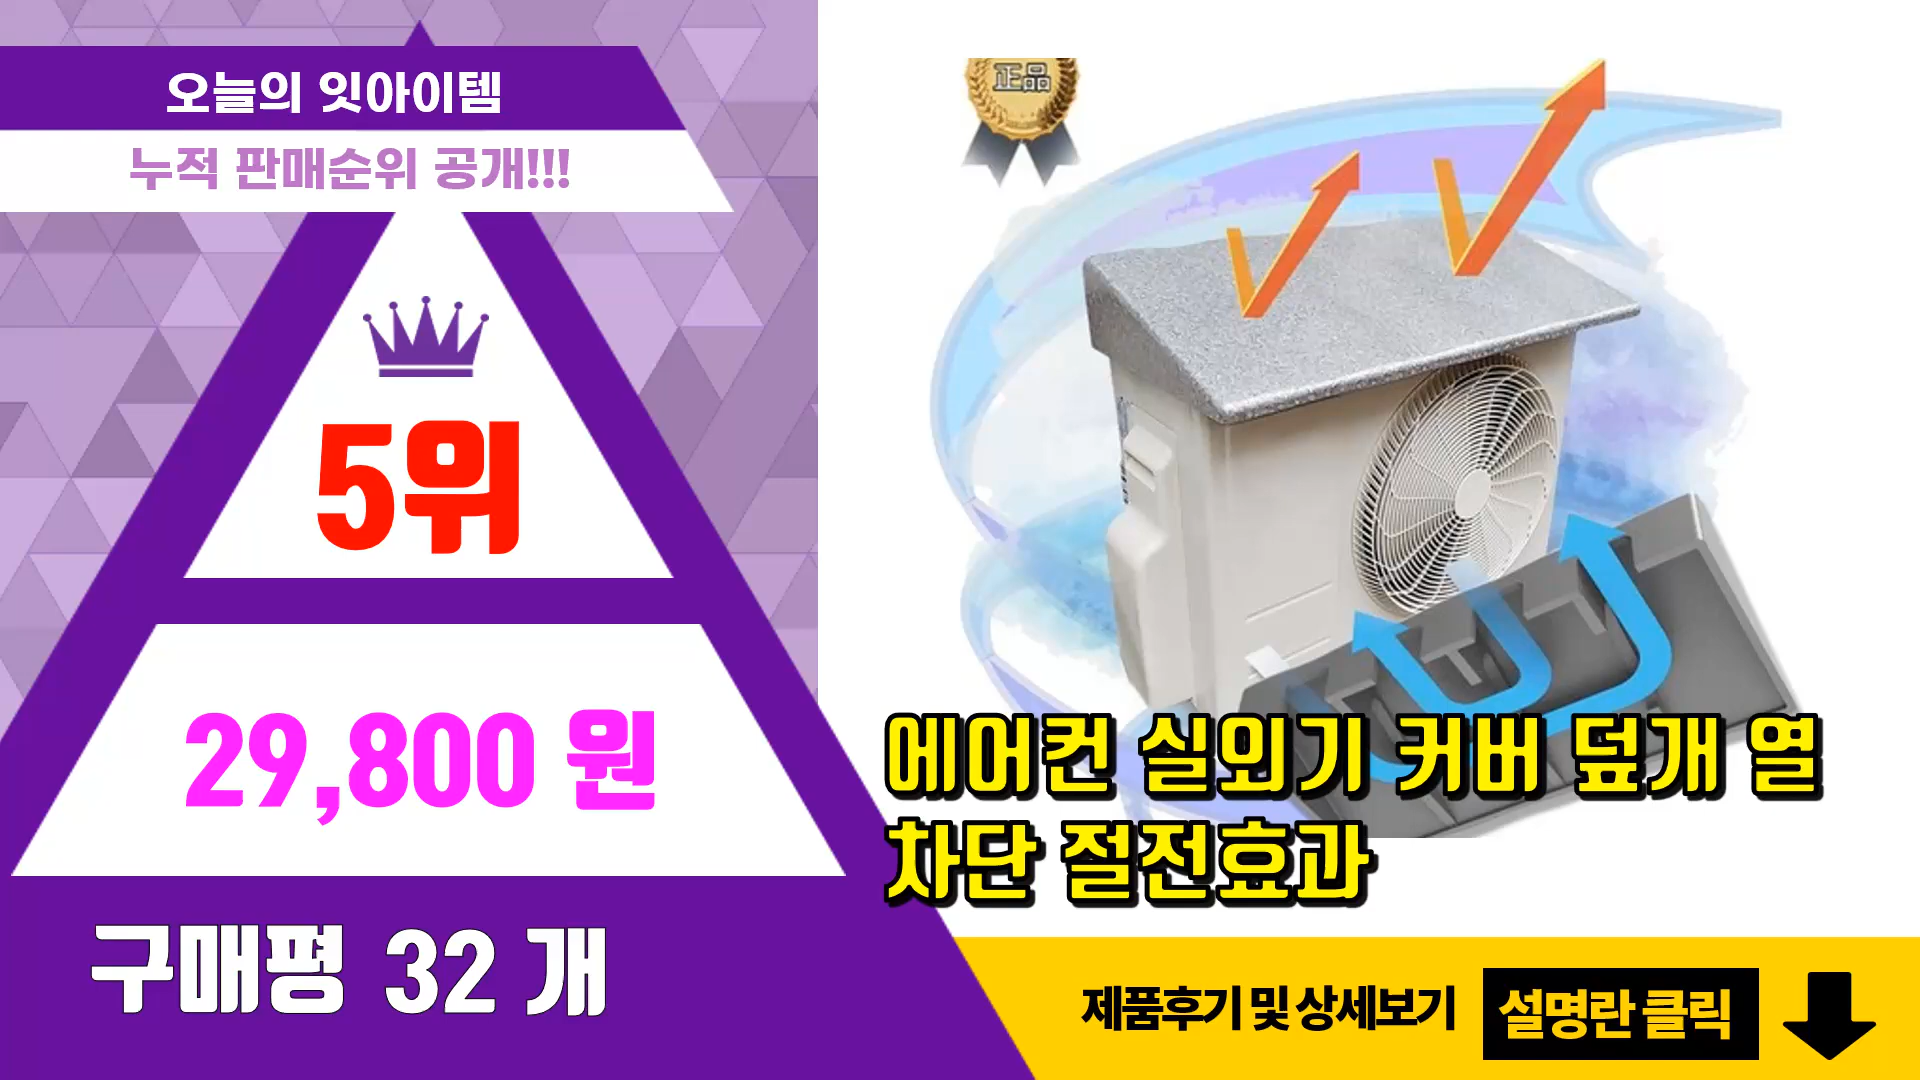 오늘의 잇아이템
누적 판매순위 공개!!!
5위
29,800 원
구매평 32 개
正品
에어컨 실외기 커버 덮개 열
차단 절전효과
제품후기 및 상세보기
설명란 클릭